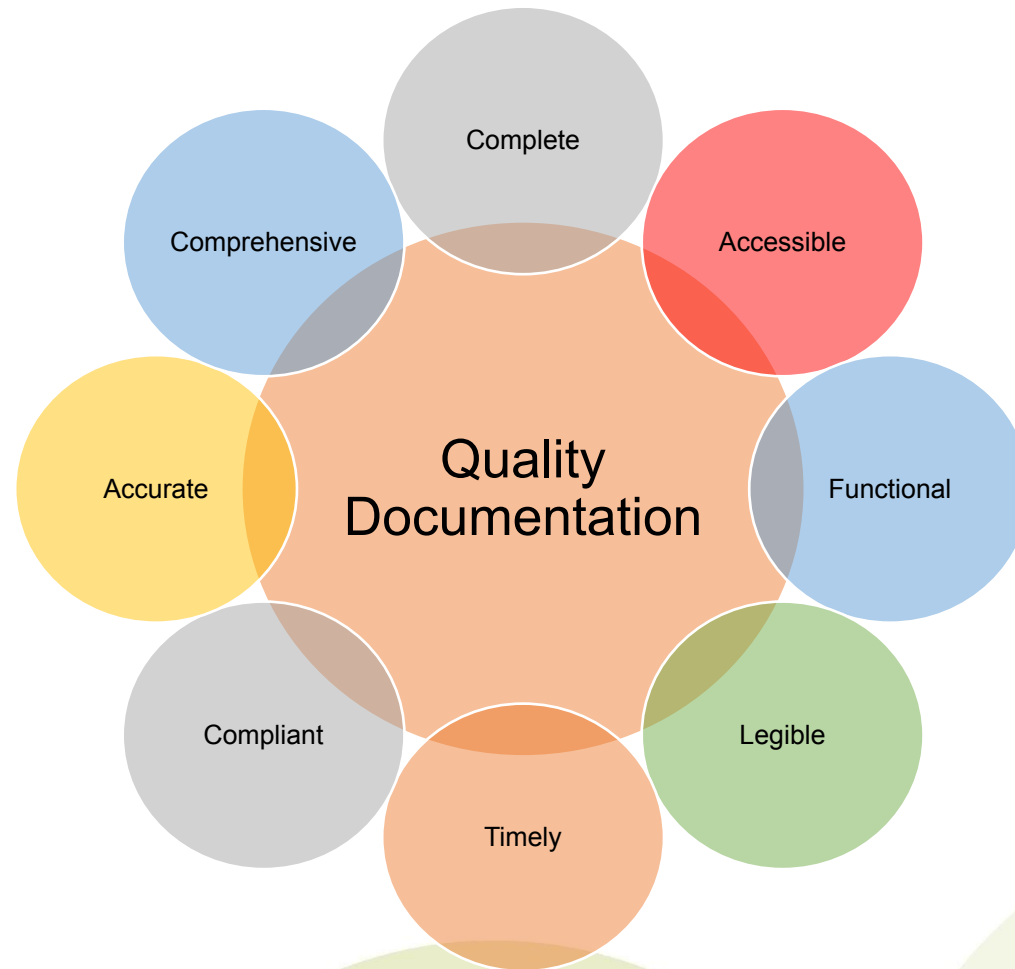 Complete
Accessible
Functional
Legible
Timely
Compliant
Accurate
Comprehensive
Quality
Documentation